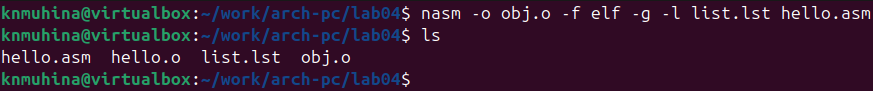 knmuhina@virtualbox:~/work/arch-pc/lab04$ nasm -o obj.o -f elf -g -l list.lst hello.asm
knmuhina@virtualbox:~/work/arch-pc/lab04$ ls
hello.asm  hello.o  list.lst  obj.o
knmuhina@virtualbox:~/work/arch-pc/lab04$